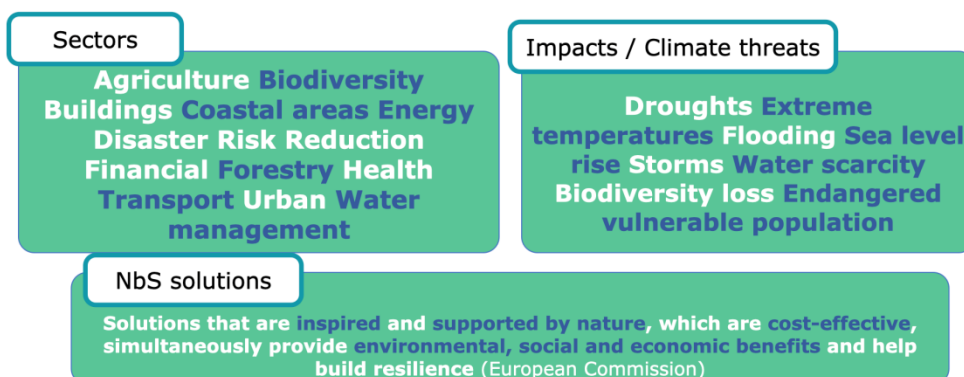 Sectors
Agriculture Biodiversity
Buildings Coastal areas Energy
Disaster Risk Reduction
Financial Forestry Health
Transport Urban Water
management
Impacts / Climate threats
Droughts Extreme
temperatures Flooding Sea level
rise Storms Water scarcity
Biodiversity loss Endangered
vulnerable population
NbS solutions
Solutions that are inspired and supported by nature, which are cost-effective,
simultaneously provide environmental, social and economic benefits and help
build resilience (European Commission)